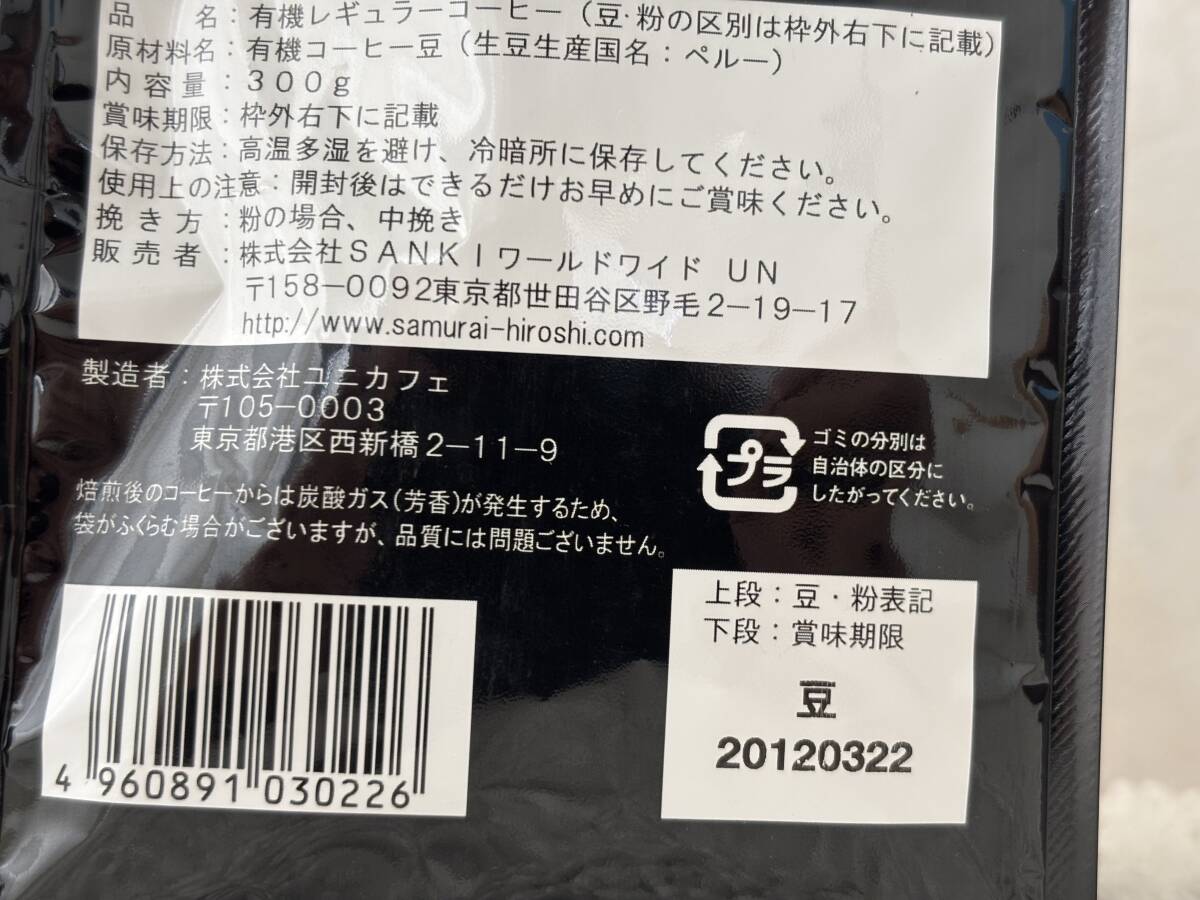 品　　名：有機レギュラーコーヒー（豆・粉の区別は枠外右下に記載）
原材料名：有機コーヒー豆（生豆生産国名：ペルー）
内容量：３００ｇ
賞味期限：枠外右下に記載
保存方法：高温多湿を避け、冷暗所に保存してください。
使用上の注意：開封後はできるだけお早めにご賞味ください。
挽き方：粉の場合、中挽き
販売者：株式会社ＳＡＮＫＩワールドワイド ＵＮ
〒158−0092東京都世田谷区野毛2−19−17
http://www.samurai-hiroshi.com
製造者：株式会社ユニカフェ
〒105−0003
東京都港区西新橋2−11−9
プラ
ゴミの分別は
自治体の区分に
したがってください。
焙煎後のコーヒーからは炭酸ガス(芳香)が発生するため、
袋がふくらむ場合がございますが、品質には問題ございません。
上段：豆・粉表記
下段：賞味期限
豆
20120322
4 960891 030226